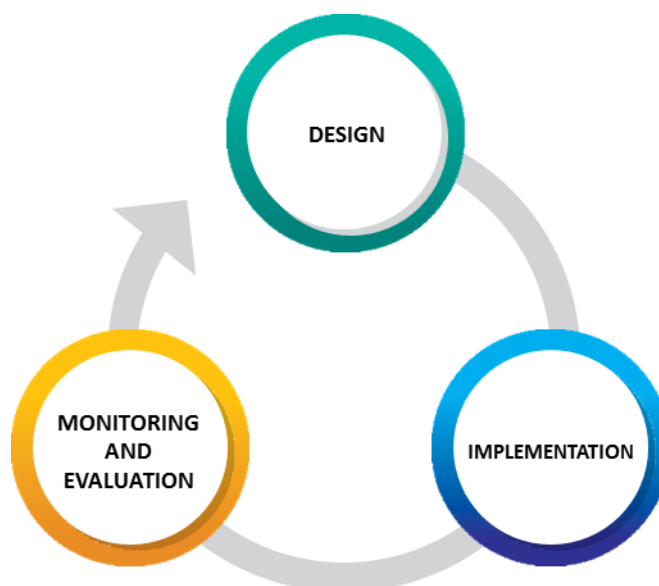 DESIGN
IMPLEMENTATION
MONITORING
AND
EVALUATION